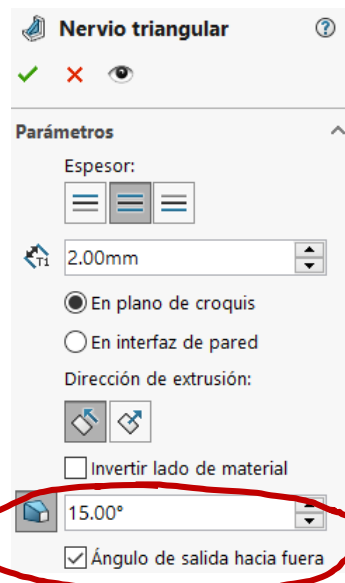 Nervio triangular
Parámetros
Espesor:
T1 2.00mm
En plano de croquis
En interfaz de pared
Dirección de extrusión:
Invertir lado de material
15.00°
Ángulo de salida hacia fuera